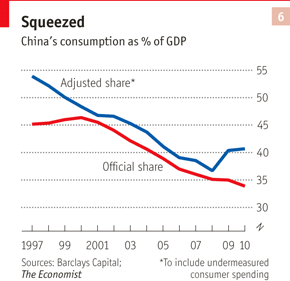 Squeezed
6
China's consumption as % of GDP
55
Adjusted share*
50
45
40
Official share
35
30
1997 99 2001 03 05 07 09 10
Sources: Barclays Capital; *To include undermeasured
The Economist consumer spending